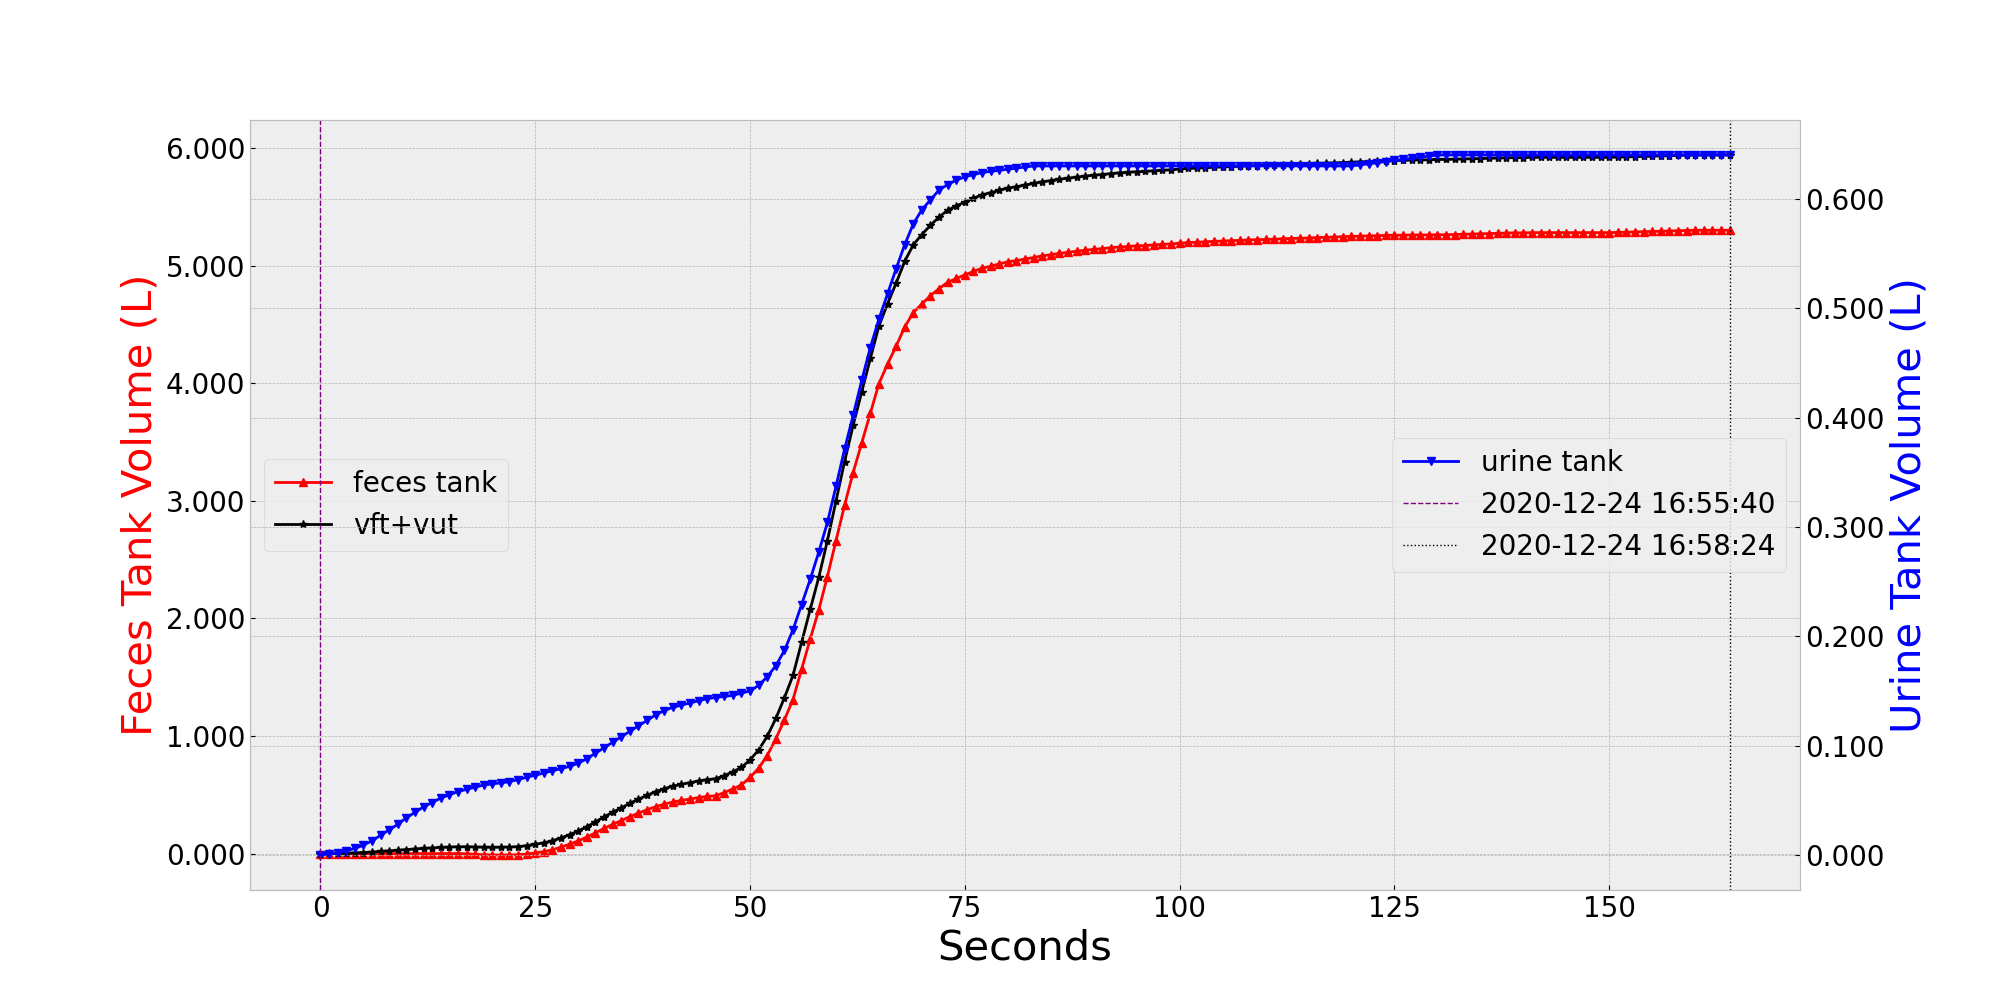 Feces Tank Volume (L)
6.000
5.000
4.000
3.000
2.000
1.000
0.000
feces tank
vft+vut
urine tank
2020-12-24 16:55:40
2020-12-24 16:58:24
0.600
0.500
0.400
0.300
0.200
0.100
0.000
Urine Tank Volume (L)
0 25 50 75 100 125 150
Seconds